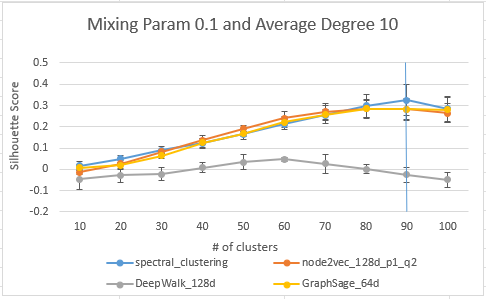 Mixing Param 0.1 and Average Degree 10
Silhouette Score
0.5
0.4
0.3
0.2
0.1
0
-0.1
-0.2
10 20 30 40 50 60 70 80 90 100
# of clusters
spectral_clustering node2vec_128d_p1_q2
DeepWalk_128d GraphSage_64d